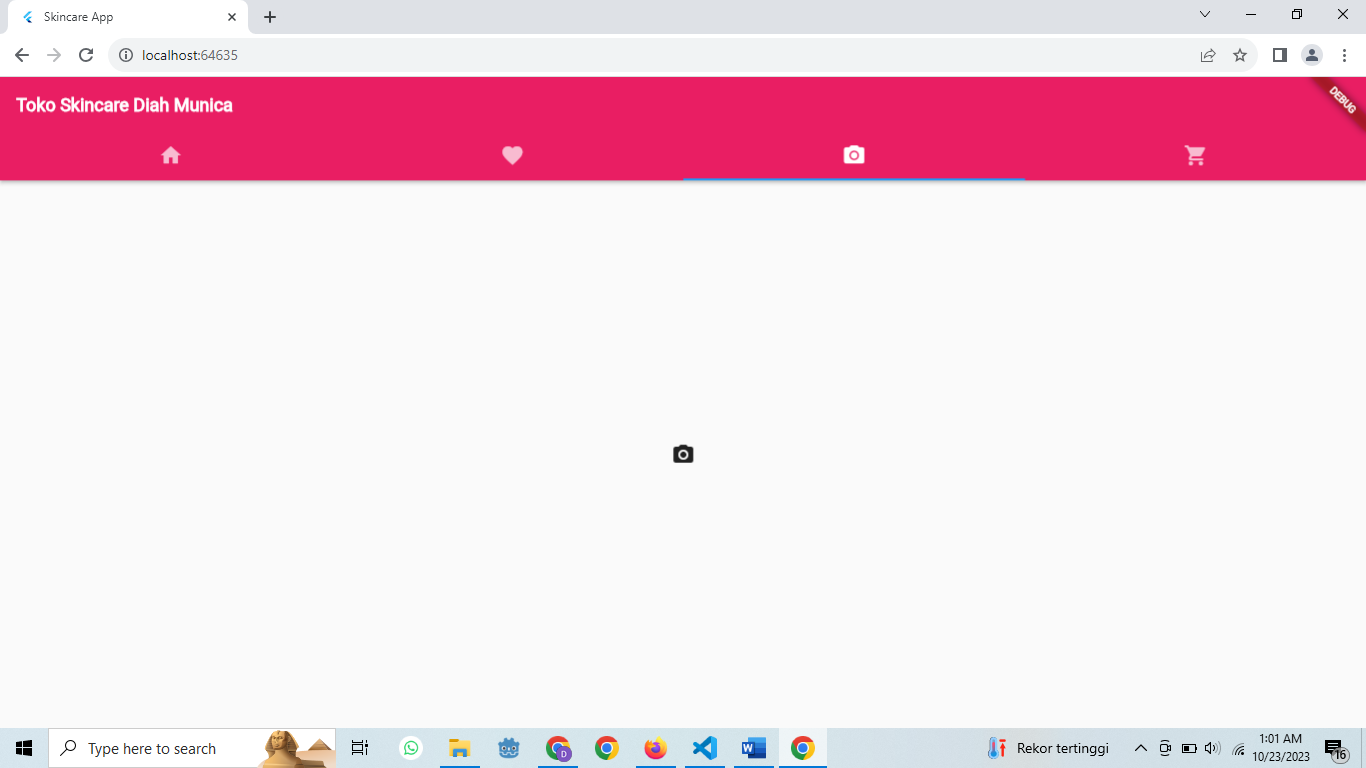 Skincare App
localhost:64635
Toko Skincare Diah Munica
DEBUG
Type here to search
D
W
Rekor tertinggi
1:01 AM
10/23/2023
16